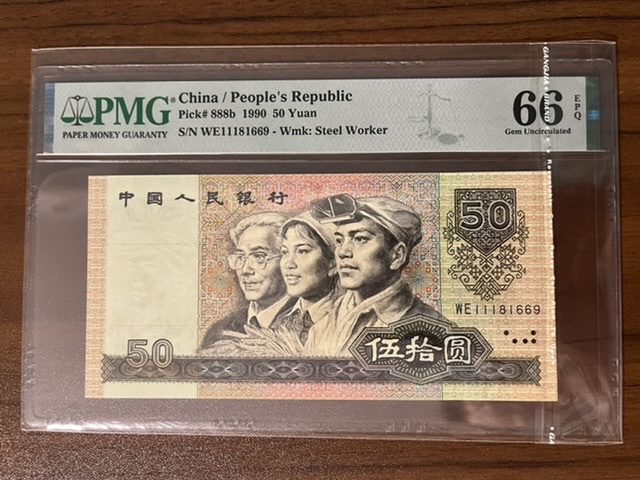 PMG®
PAPER MONEY GUARANTY
China / People's Republic
Pick# 888b 1990 50 Yuan
S/N WE11181669 - Wmk: Steel Worker
66 EPQ
Gem Uncirculated
中国人民银行
50
WE11181669
50
伍拾圆